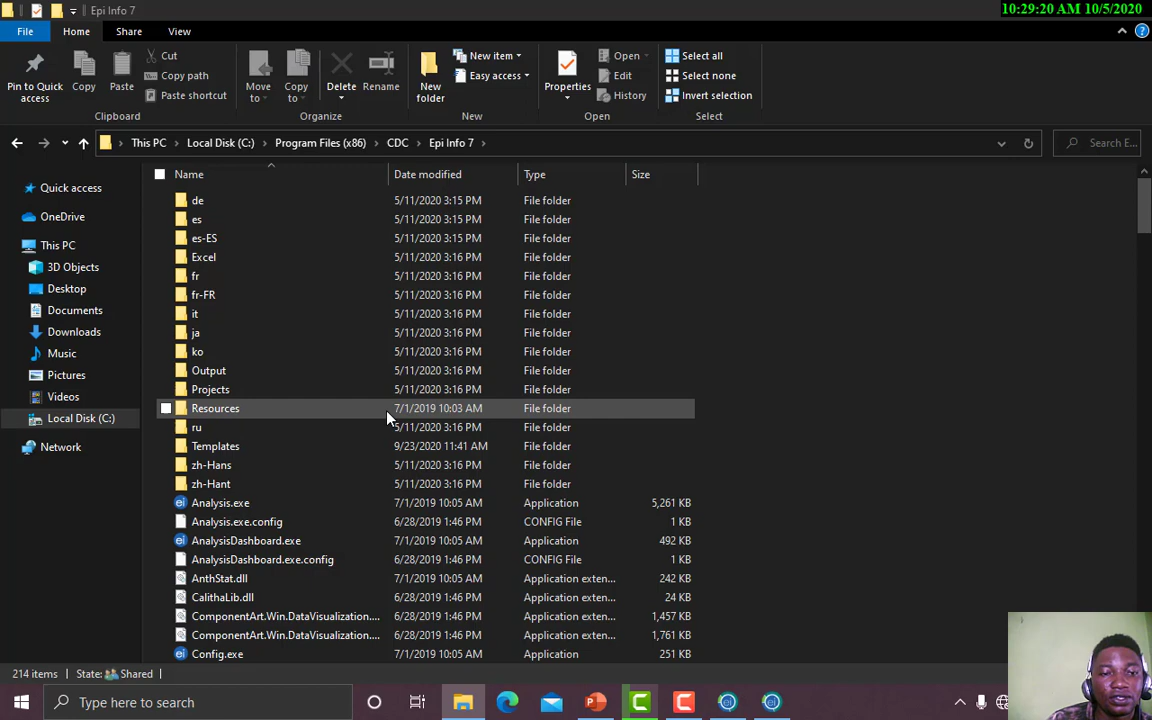 Epi Info 7
10:29:20 AM 10/5/2020
File Home Share View
Pin to Quick access
Copy
Paste
Cut
Copy path
Paste shortcut
Clipboard
Move to
Copy to
Delete
Rename
Organize
New folder
New item
Easy access
New
Properties
Open
Edit
History
Open
Select all
Select none
Invert selection
Select
This PC Local Disk (C:) Program Files (x86) CDC Epi Info 7
Search E...
Name Date modified Type Size
Quick access
OneDrive
This PC
3D Objects
Desktop
Documents
Downloads
Music
Pictures
Videos
Local Disk (C:)
Network
de 5/11/2020 3:15 PM File folder
es 5/11/2020 3:15 PM File folder
es-ES 5/11/2020 3:15 PM File folder
Excel 5/11/2020 3:16 PM File folder
fr 5/11/2020 3:16 PM File folder
fr-FR 5/11/2020 3:16 PM File folder
it 5/11/2020 3:16 PM File folder
ja 5/11/2020 3:16 PM File folder
ko 5/11/2020 3:16 PM File folder
Output 5/11/2020 3:16 PM File folder
Projects 5/11/2020 3:16 PM File folder
Resources 7/1/2019 10:03 AM File folder
ru 5/11/2020 3:16 PM File folder
Templates 9/23/2020 11:41 AM File folder
zh-Hans 5/11/2020 3:16 PM File folder
zh-Hant 5/11/2020 3:16 PM File folder
ei Analysis.exe 7/1/2019 10:05 AM Application 5,261 KB
Analysis.exe.config 6/28/2019 1:46 PM CONFIG File 1 KB
ei AnalysisDashboard.exe 7/1/2019 10:05 AM Application 492 KB
AnalysisDashboard.exe.config 6/28/2019 1:46 PM CONFIG File 1 KB
AnthStat.dll 7/1/2019 10:05 AM Application exten... 242 KB
CalithaLib.dll 6/28/2019 1:46 PM Application exten... 24 KB
ComponentArt.Win.DataVisualization.... 6/28/2019 1:46 PM Application exten... 1,457 KB
ComponentArt.Win.DataVisualization.... 6/28/2019 1:46 PM Application exten... 1,761 KB
ei Config.exe 7/1/2019 10:05 AM Application 251 KB
214 items State: Shared
Type here to search